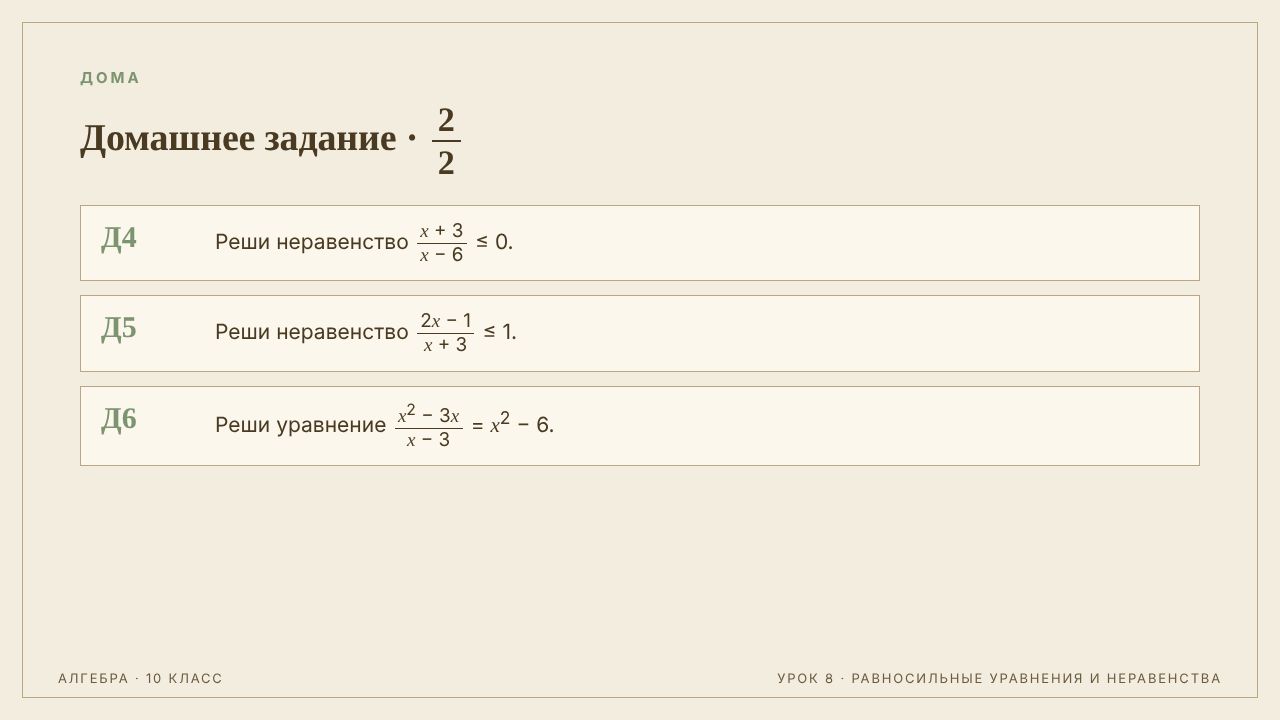 ДОМА
Домашнее задание · 2/2
Д4 Реши неравенство (x + 3)/(x − 6) ≤ 0.
Д5 Реши неравенство (2x − 1)/(x + 3) ≤ 1.
Д6 Реши уравнение (x² − 3x)/(x − 3) = x² − 6.
АЛГЕБРА · 10 КЛАСС
УРОК 8 · РАВНОСИЛЬНЫЕ УРАВНЕНИЯ И НЕРАВЕНСТВА